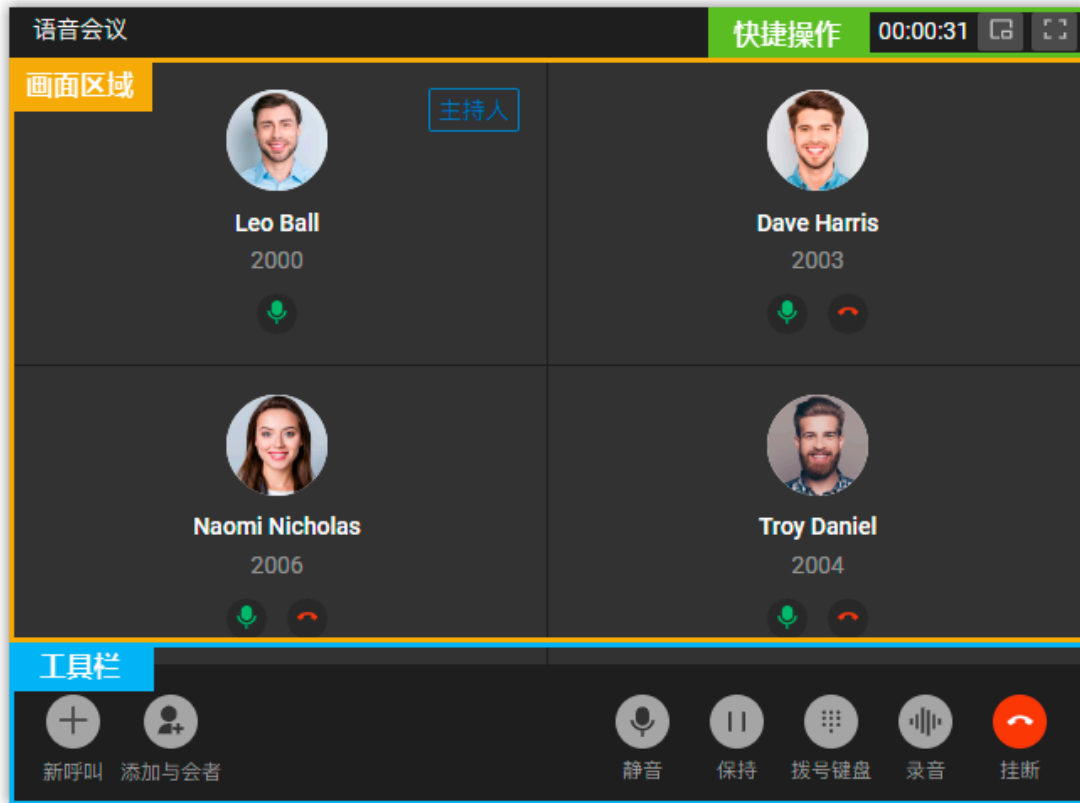 语音会议
快捷操作
00:00:31
画面区域
主持人
Leo Ball
2000
Dave Harris
2003
Naomi Nicholas
2006
Troy Daniel
2004
工具栏
新呼叫
添加与会者
静音
保持
拨号键盘
录音
挂断